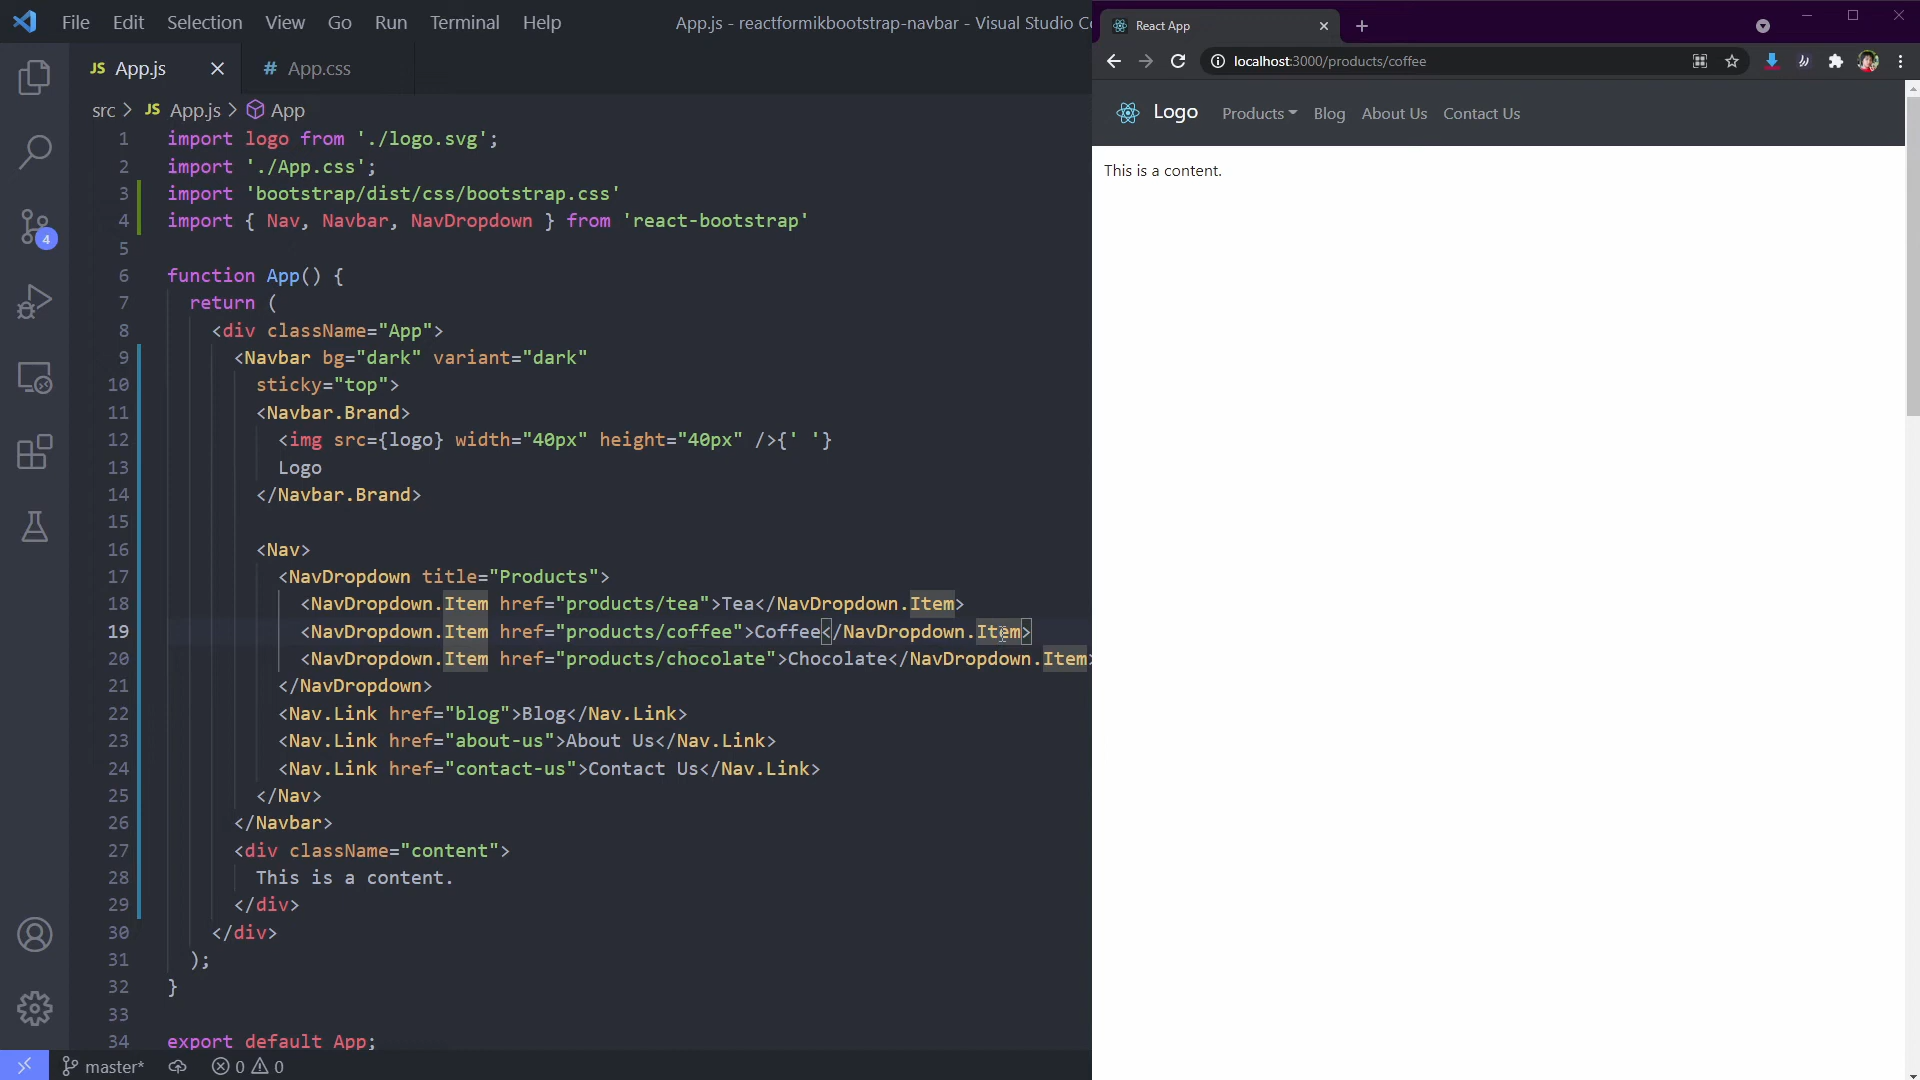 File Edit Selection View Go Run Terminal Help
App.js - reactformikbootstrap-navbar - Visual Studio
JS App.js
# App.css
src > JS App.js > App
1 import logo from './logo.svg';
2 import './App.css';
3 import 'bootstrap/dist/css/bootstrap.css'
4 import { Nav, Navbar, NavDropdown } from 'react-bootstrap'
5
6 function App() {
7 return (
8 <div className="App">
9 <Navbar bg="dark" variant="dark"
10 sticky="top">
11 <Navbar.Brand>
12 <img src={logo} width="40px" height="40px" />{' '}
13 Logo
14 </Navbar.Brand>
15
16 <Nav>
17 <NavDropdown title="Products">
18 <NavDropdown.Item href="products/tea">Tea</NavDropdown.Item>
19 <NavDropdown.Item href="products/coffee">Coffee</NavDropdown.Item>
20 <NavDropdown.Item href="products/chocolate">Chocolate</NavDropdown.Item>
21 </NavDropdown>
22 <Nav.Link href="blog">Blog</Nav.Link>
23 <Nav.Link href="about-us">About Us</Nav.Link>
24 <Nav.Link href="contact-us">Contact Us</Nav.Link>
25 </Nav>
26 </Navbar>
27 <div className="content">
28 This is a content.
29 </div>
30 </div>
31 );
32 }
33
34 export default App;
4
master*
0 0
React App
localhost:3000/products/coffee
Logo Products Blog About Us Contact Us
This is a content.